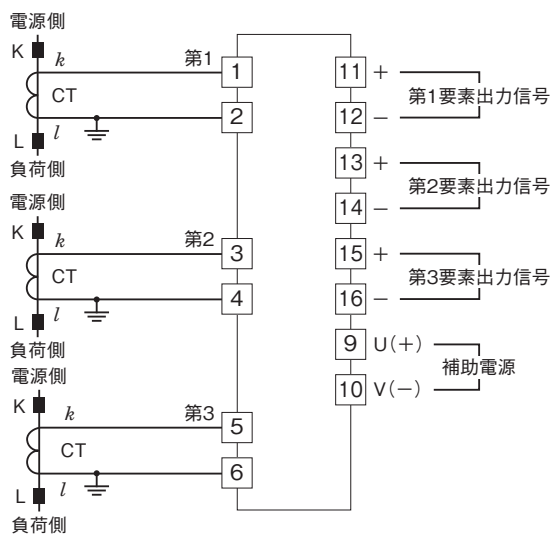 電源側
K
k
第1
CT
L
l
負荷側
1
2
電源側
K
k
第2
CT
L
l
負荷側
3
4
電源側
K
k
第3
CT
L
l
負荷側
5
6
11 +
第1要素出力信号
12 −
13 +
第2要素出力信号
14 −
15 +
第3要素出力信号
16 −
9 U(+)
補助電源
10 V(−)